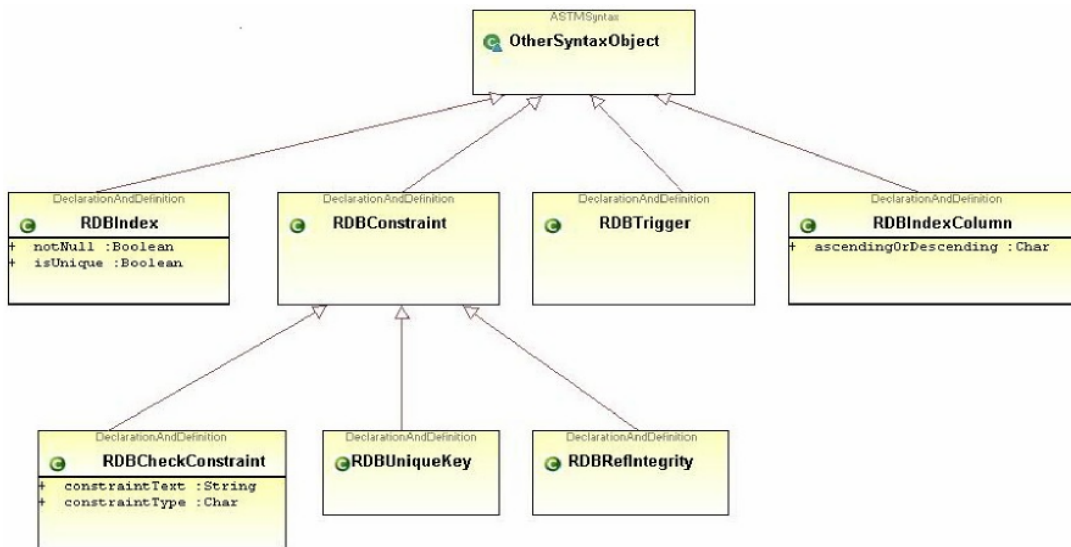 ASTMSyntax
OtherSyntaxObject
DeclarationAndDefinition
RDBIndex
+ notNull :Boolean
+ isUnique :Boolean
DeclarationAndDefinition
RDBConstraint
DeclarationAndDefinition
RDBTrigger
DeclarationAndDefinition
RDBIndexColumn
+ ascendingOrDescending :Char
DeclarationAndDefinition
RDBCheckConstraint
+ constraintText :String
+ constraintType :Char
DeclarationAndDefinition
RDBUniqueKey
DeclarationAndDefinition
RDBRefIntegrity